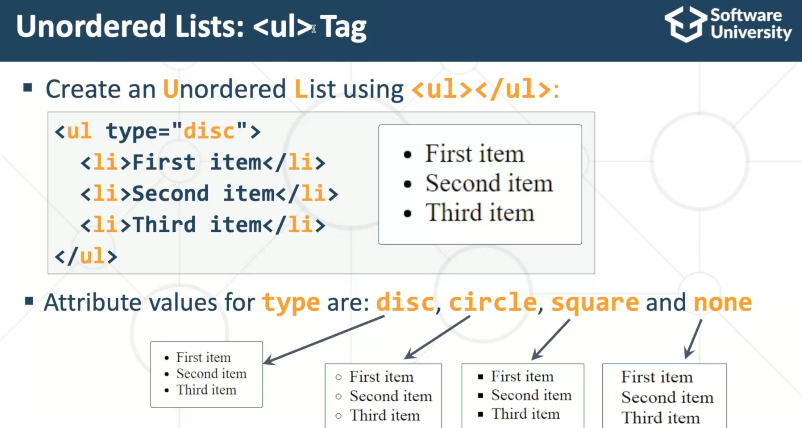 Unordered Lists: <ul> Tag
Software
University
▪ Create an Unordered List using <ul></ul>:
<ul type="disc">
<li>First item</li>
<li>Second item</li>
<li>Third item</li>
</ul>
• First item
• Second item
• Third item
▪ Attribute values for type are: disc, circle, square and none
• First item
• Second item
• Third item
○ First item
○ Second item
○ Third item
▪ First item
▪ Second item
▪ Third item
First item
Second item
Third item